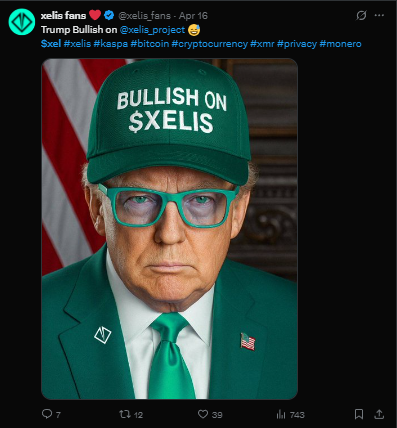 xelis fans ❤️ @xelis_fans · Apr 16
Trump Bullish on @xelis_project 😅
$xel #xelis #kaspa #bitcoin #cryptocurrency #xmr #privacy #monero
BULLISH ON
$XELIS
7 12 39 743